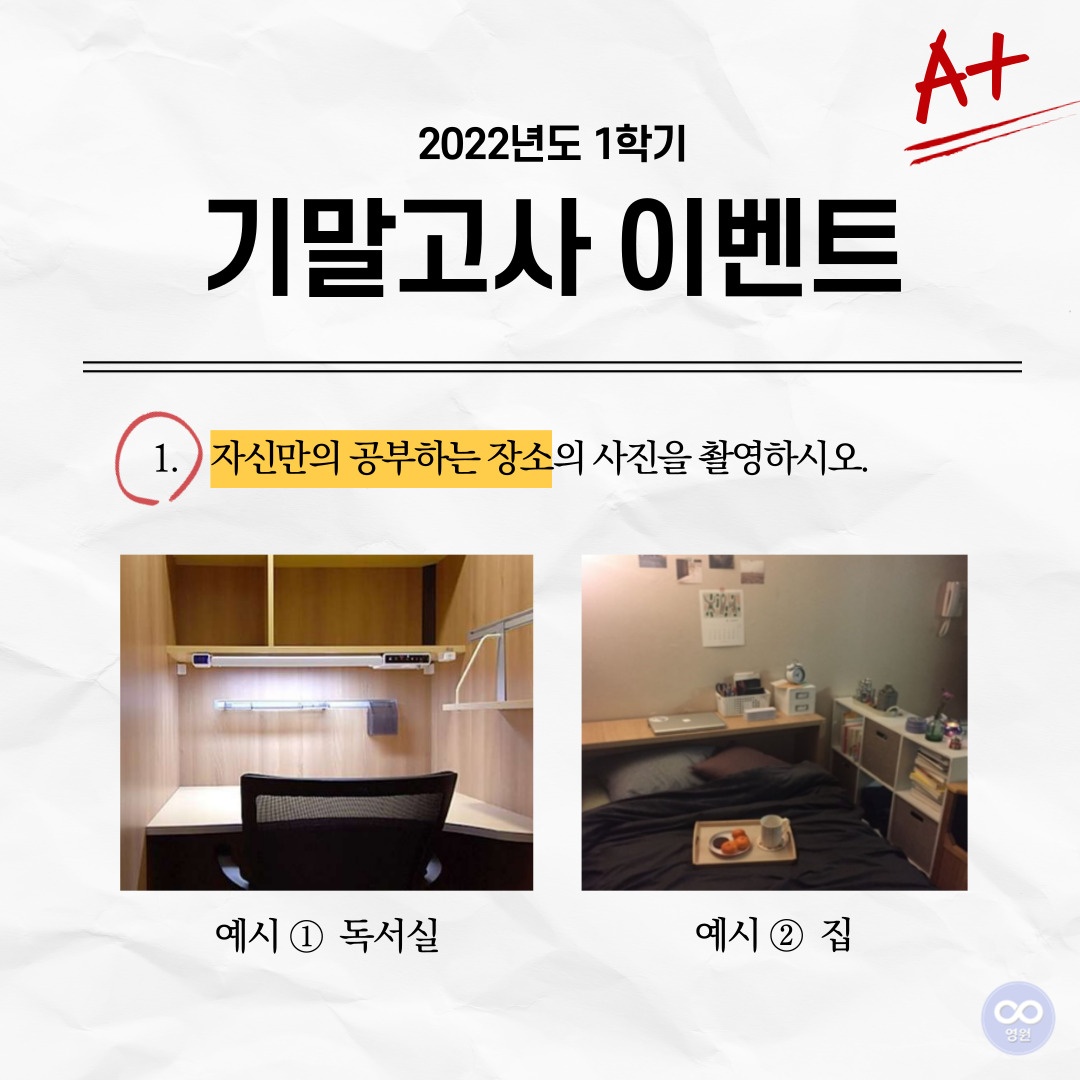 A+
2022년도 1학기
기말고사 이벤트
1. 자신만의 공부하는 장소의 사진을 촬영하시오.
예시 ① 독서실
예시 ② 집
영원